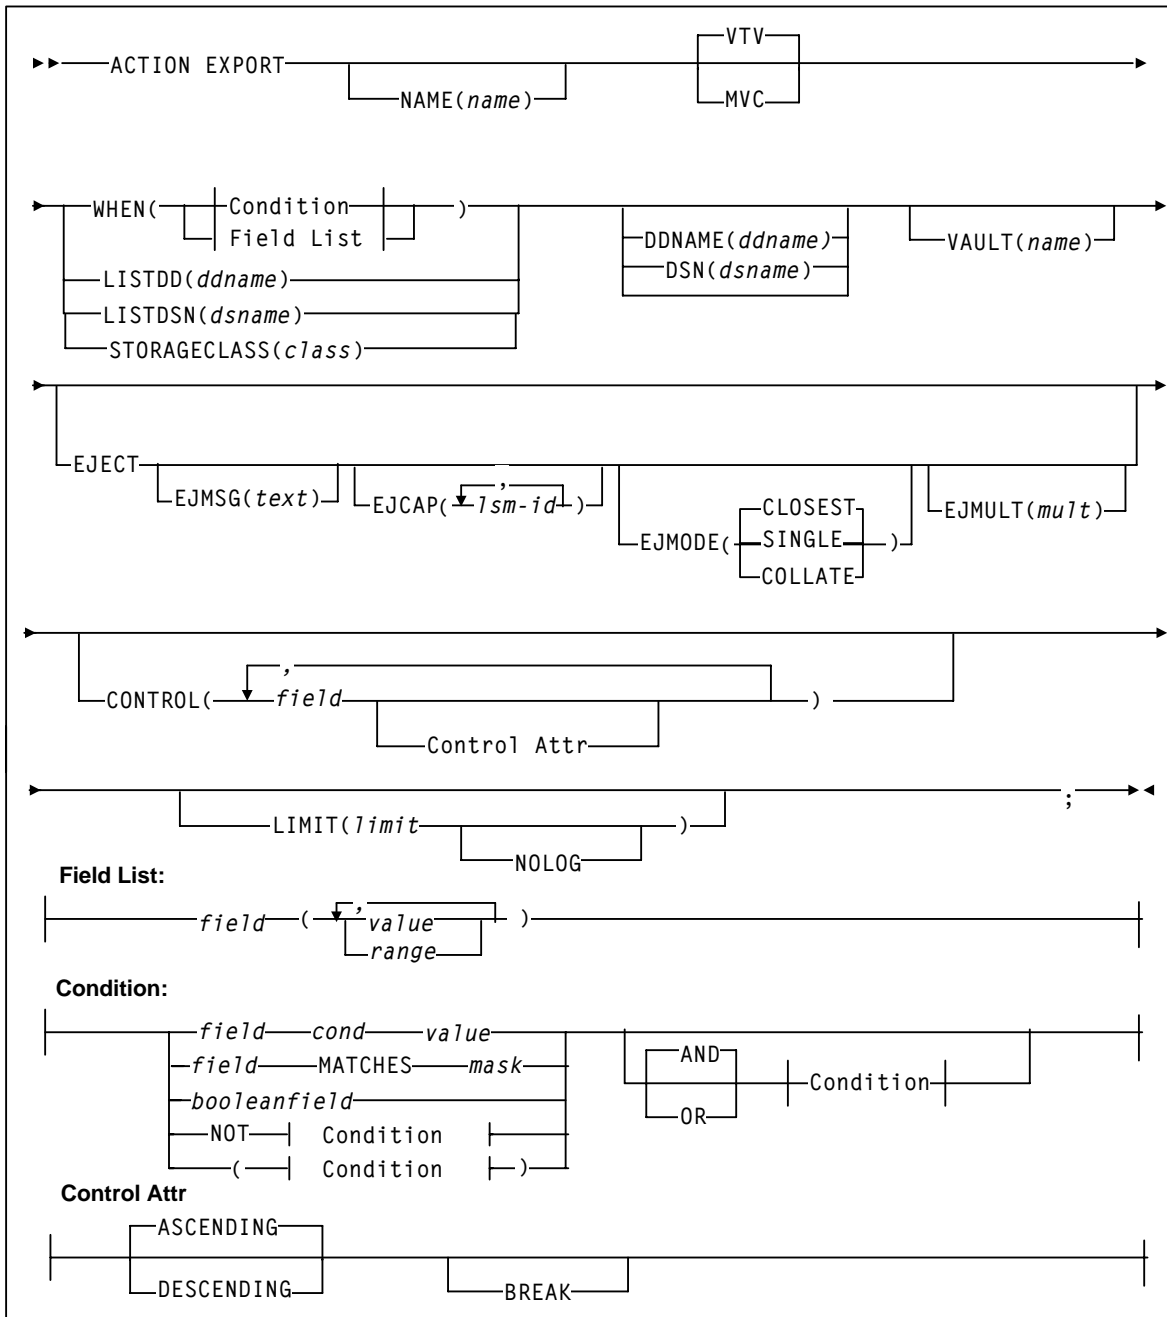 VTV
ACTION EXPORT
NAME(name)
MVC
WHEN( Condition )
Field List
DDNAME(ddname)
DSN(dsname)
VAULT(name)
LISTDD(ddname)
LISTDSN(dsname)
STORAGECLASS(class)
EJECT
EJMSG(text)
,
EJCAP( lsm-id )
CLOSEST
EJMODE( SINGLE )
COLLATE
EJMULT(mult)
,
CONTROL( field )
Control Attr
;
LIMIT(limit )
NOLOG
Field List:
,
field ( value )
range
Condition:
field cond value
field MATCHES mask
booleanfield
NOT Condition
( Condition )
AND
OR
Condition
Control Attr
ASCENDING
DESCENDING
BREAK